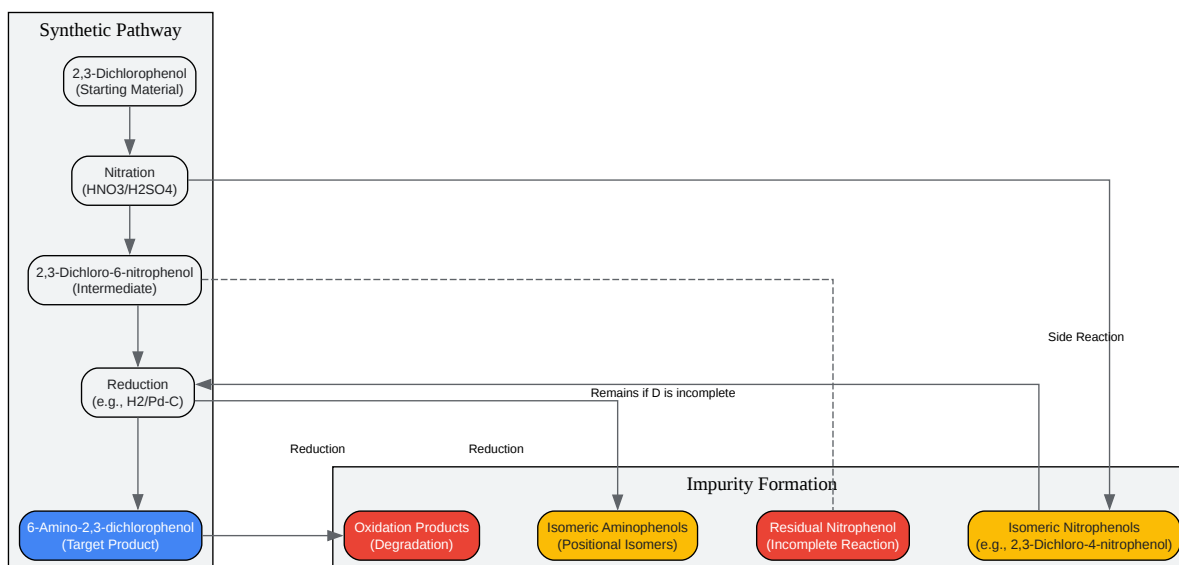 Synthetic Pathway
2,3-Dichlorophenol
(Starting Material)
Nitration
(HNO3/H2SO4)
2,3-Dichloro-6-nitrophenol
(Intermediate)
Side Reaction
Reduction
(e.g., H2/Pd-C)
Remains if D is incomplete
Reduction
Reduction
Impurity Formation
6-Amino-2,3-dichlorophenol
(Target Product)
Oxidation Products
(Degradation)
Isomeric Aminophenols
(Positional Isomers)
Residual Nitrophenol
(Incomplete Reaction)
Isomeric Nitrophenols
(e.g., 2,3-Dichloro-4-nitrophenol)